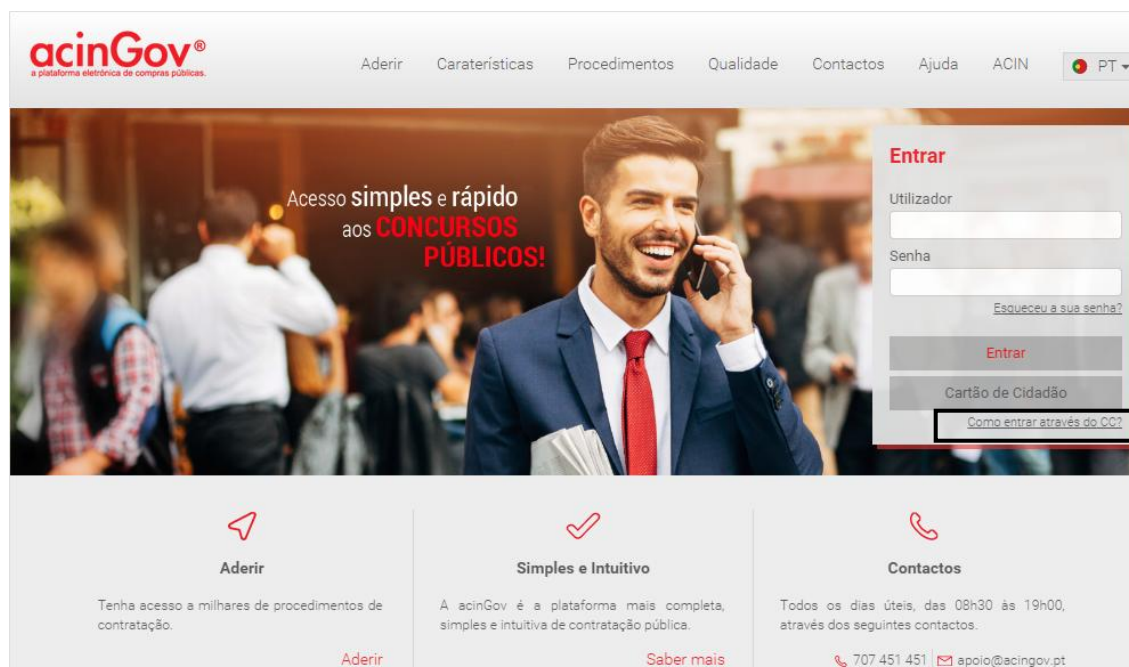 acinGov®
a plataforma eletrónica de compras públicas.
Aderir Caraterísticas Procedimentos Qualidade Contactos Ajuda ACIN PT
Acesso simples e rápido
aos CONCURSOS
PÚBLICOS!
Entrar
Utilizador
Senha
Esqueceu a sua senha?
Entrar
Cartão de Cidadão
Como entrar através do CC?
Aderir
Tenha acesso a milhares de procedimentos de
contratação.
Aderir
Simples e Intuitivo
A acinGov é a plataforma mais completa,
simples e intuitiva de contratação pública.
Saber mais
Contactos
Todos os dias úteis, das 08h30 às 19h00,
através dos seguintes contactos.
707 451 451 apoio@acingov.pt